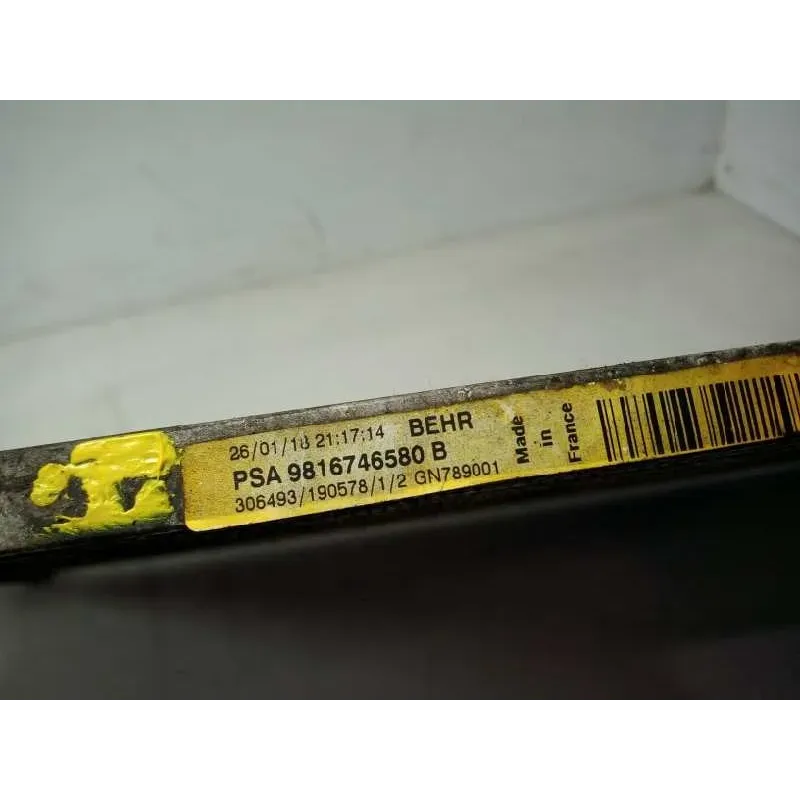 26/01/18 21:17:14 BEHR
PSA 9816746580 B
306493/190578/1/2 GN789001
Made
in
France